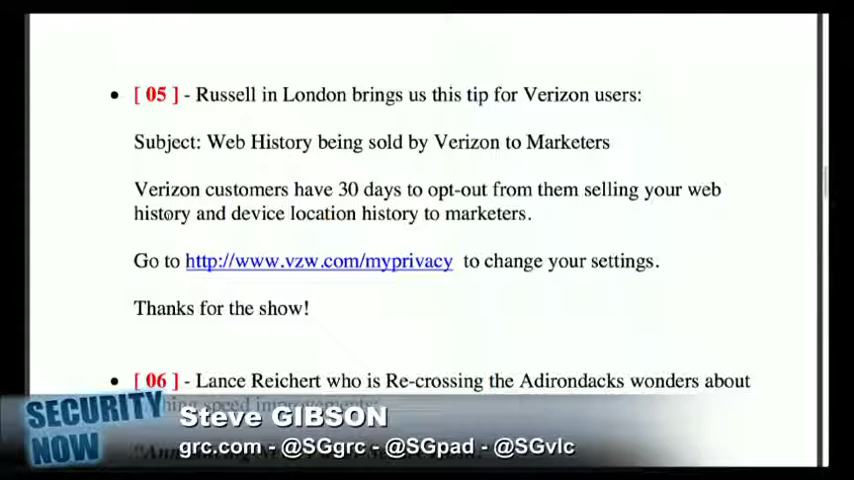 [ 05 ] - Russell in London brings us this tip for Verizon users:
Subject: Web History being sold by Verizon to Marketers
Verizon customers have 30 days to opt-out from them selling your web
history and device location history to marketers.
Go to http://www.vzw.com/myprivacy to change your settings.
Thanks for the show!
[ 06 ] - Lance Reichert who is Re-crossing the Adirondacks wonders about
speed improvements:
SECURITY NOW
Steve GIBSON
grc.com - @SGgrc - @SGpad - @SGvlc